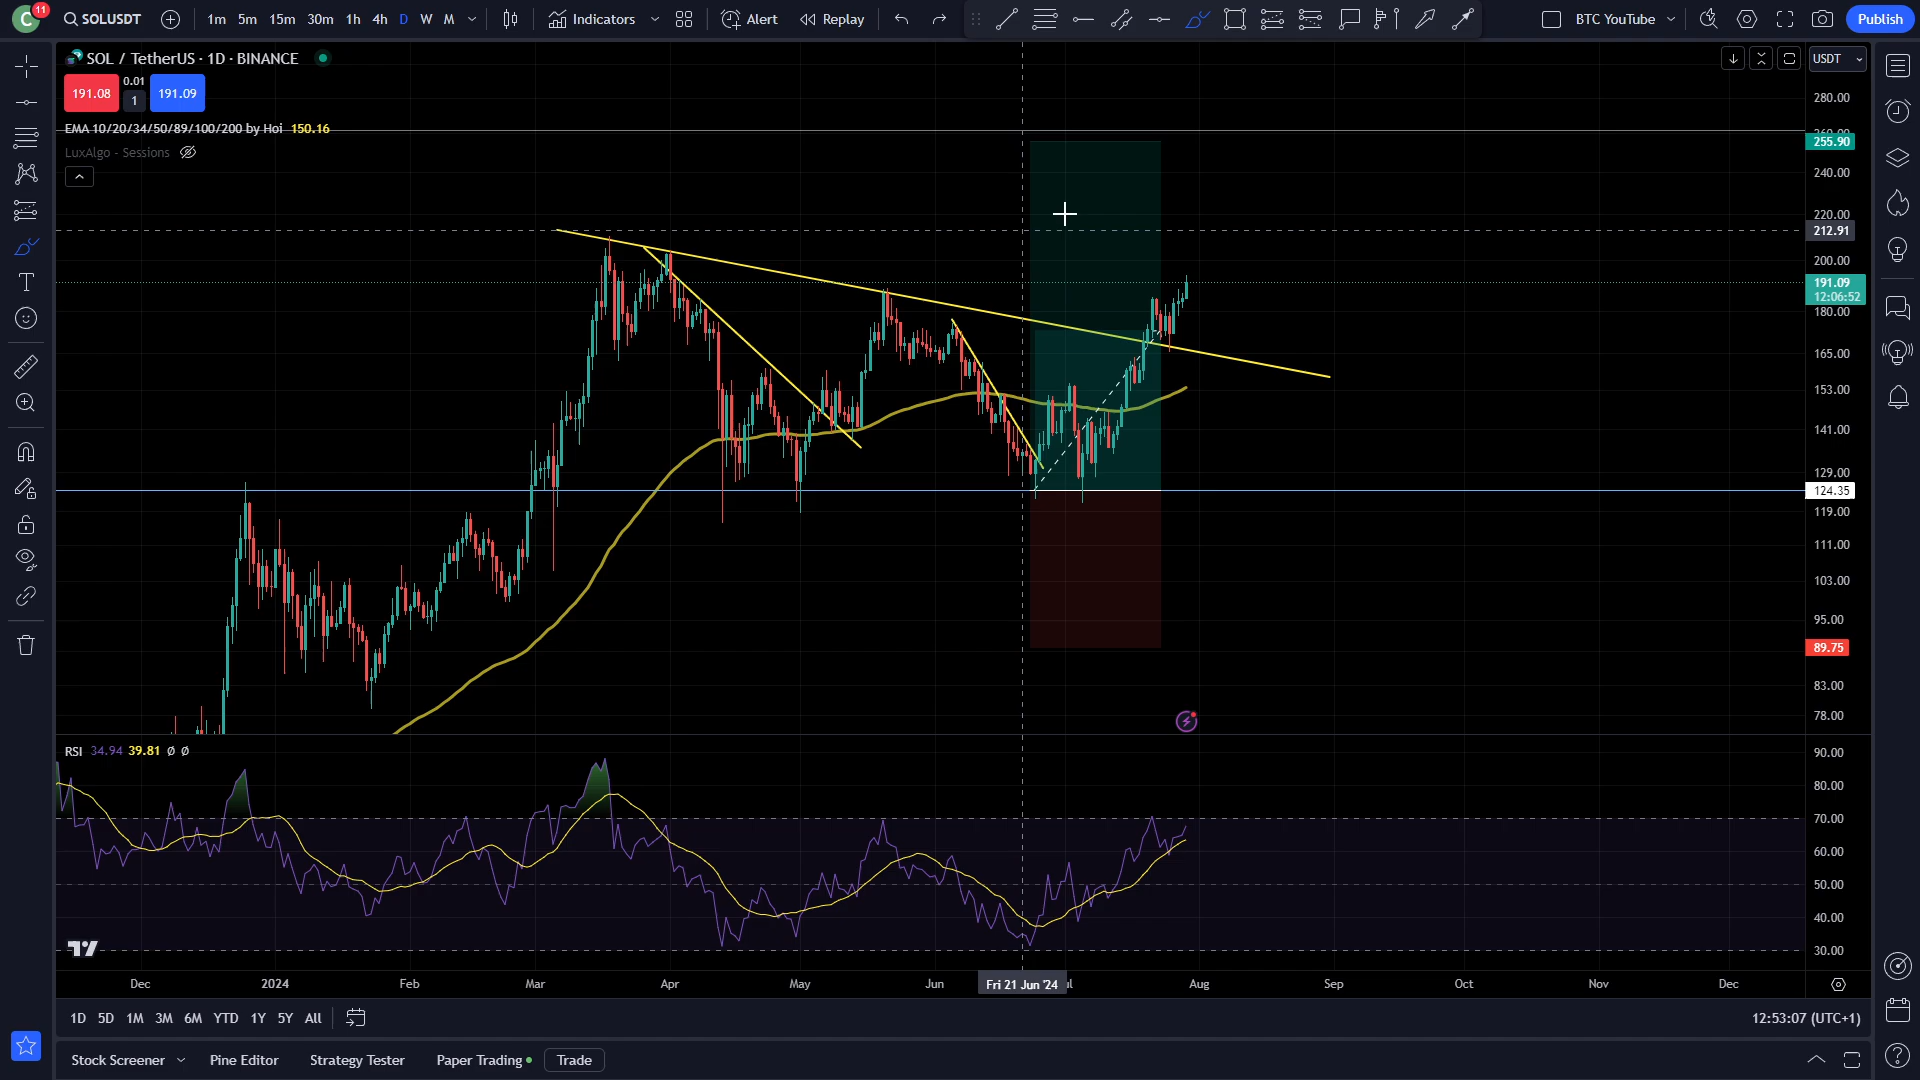 C 11 SOLUSDT 1m 5m 15m 30m 1h 4h D W M Indicators Alert Replay BTC YouTube Publish
SOL / TetherUS · 1D · BINANCE
USDT
191.08 0.01 1 191.09
EMA 10/20/34/50/89/100/200 by Hoi 150.16
LuxAlgo - Sessions
280.00
260.00
255.90
240.00
220.00
212.91
200.00
191.09
12:06:52
180.00
165.00
153.00
141.00
129.00
124.35
119.00
111.00
103.00
95.00
89.75
83.00
78.00
RSI 34.94 39.81 Ø Ø
90.00
80.00
70.00
60.00
50.00
40.00
30.00
Dec 2024 Feb Mar Apr May Jun Fri 21 Jun '24 Aug Sep Oct Nov Dec
1D 5D 1M 3M 6M YTD 1Y 5Y All 12:53:07 (UTC+1)
Stock Screener Pine Editor Strategy Tester Paper Trading Trade